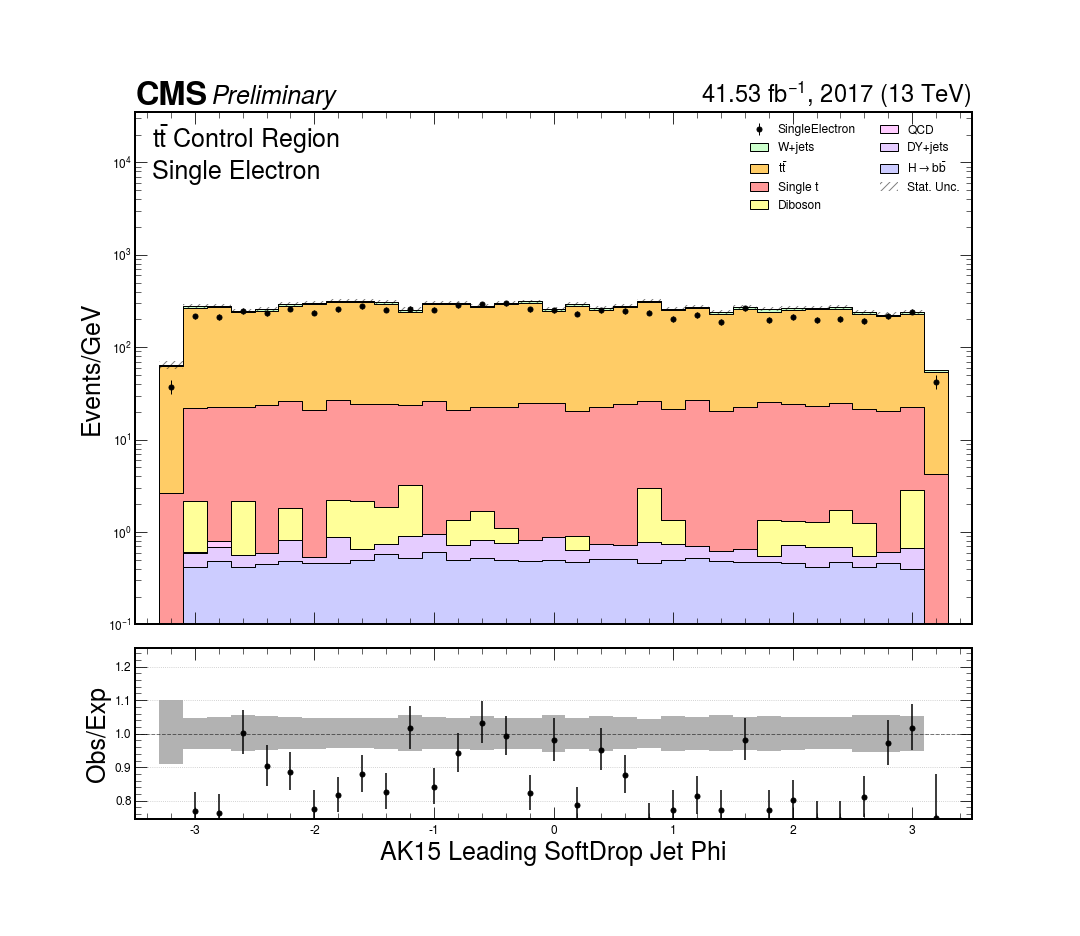 CMS Preliminary
41.53 fb⁻¹, 2017 (13 TeV)
tt̄ Control Region
Single Electron
SingleElectron
W+jets
tt̄
Single t
Diboson
QCD
DY+jets
H→bb̄
Stat. Unc.
Events/GeV
10⁴
10³
10²
10¹
10⁰
10⁻¹
Obs/Exp
1.2
1.1
1.0
0.9
0.8
-3 -2 -1 0 1 2 3
AK15 Leading SoftDrop Jet Phi